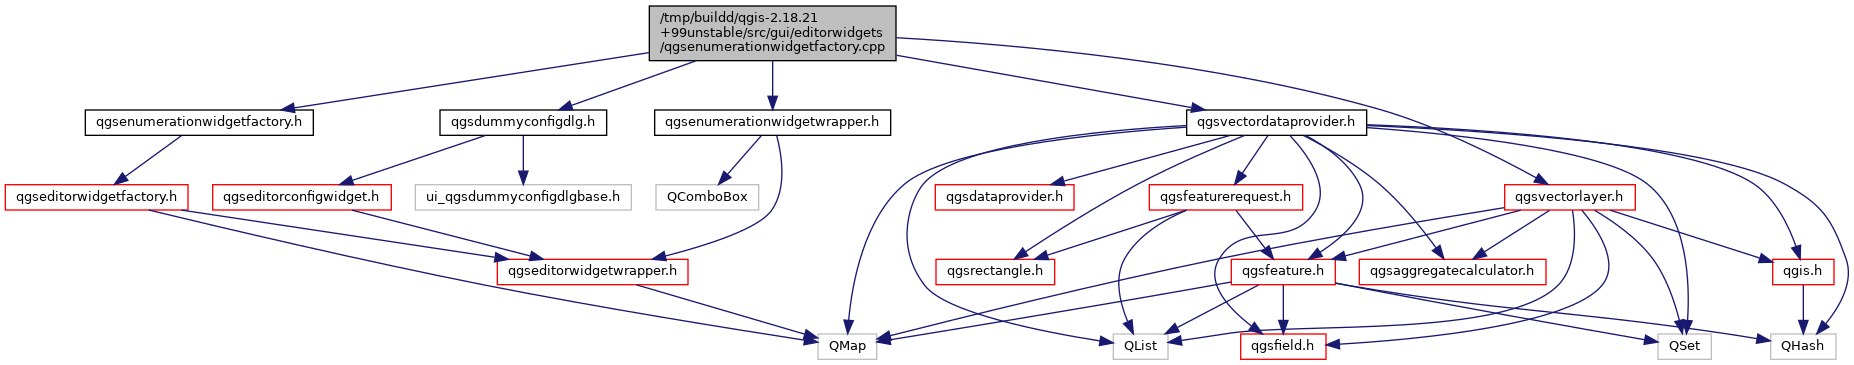 /tmp/buildd/qgis-2.18.21
+99unstable/src/gui/editorwidgets
/qgsenumerationwidgetfactory.cpp
qgsenumerationwidgetfactory.h
qgsdummyconfigdlg.h
qgsenumerationwidgetwrapper.h
qgsvectordataprovider.h
qgseditorwidgetfactory.h
qgseditorconfigwidget.h
ui_qgsdummyconfigdlgbase.h
QComboBox
qgsdataprovider.h
qgsfeaturerequest.h
qgsvectorlayer.h
qgseditorwidgetwrapper.h
qgsrectangle.h
qgsfeature.h
qgsaggregatecalculator.h
qgis.h
QMap
QList
qgsfield.h
QSet
QHash